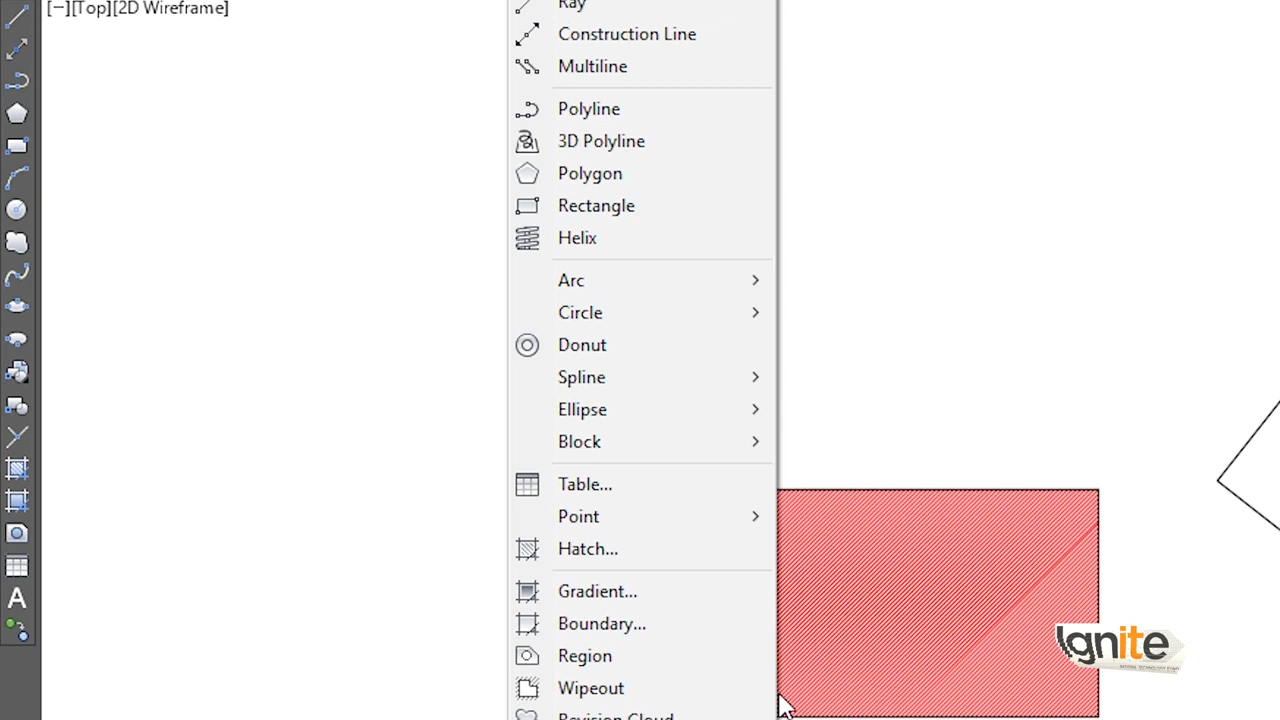 [−][Top][2D Wireframe]
Ray
Construction Line
Multiline
Polyline
3D Polyline
Polygon
Rectangle
Helix
Arc
Circle
Donut
Spline
Ellipse
Block
Table...
Point
Hatch...
Gradient...
Boundary...
Region
Wipeout
Revision Cloud
A
Ignite